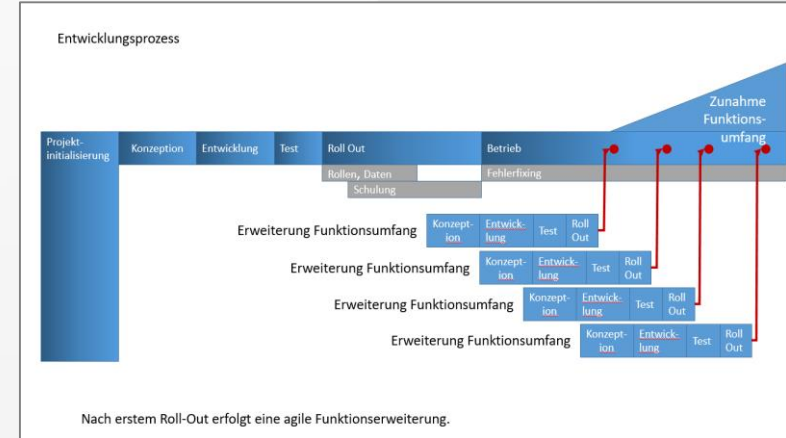 Entwicklungsprozess
Zunahme
Funktions-
umfang
Projekt-
initialisierung
Konzeption
Entwicklung
Test
Roll Out
Betrieb
Rollen, Daten
Fehlerfixing
Schulung
Erweiterung Funktionsumfang
Konzept-
ion
Entwick-
lung
Test
Roll
Out
Erweiterung Funktionsumfang
Konzept-
ion
Entwick-
lung
Test
Roll
Out
Erweiterung Funktionsumfang
Konzept-
ion
Entwick-
lung
Test
Roll
Out
Erweiterung Funktionsumfang
Konzept-
ion
Entwick-
lung
Test
Roll
Out
Nach erstem Roll-Out erfolgt eine agile Funktionserweiterung.